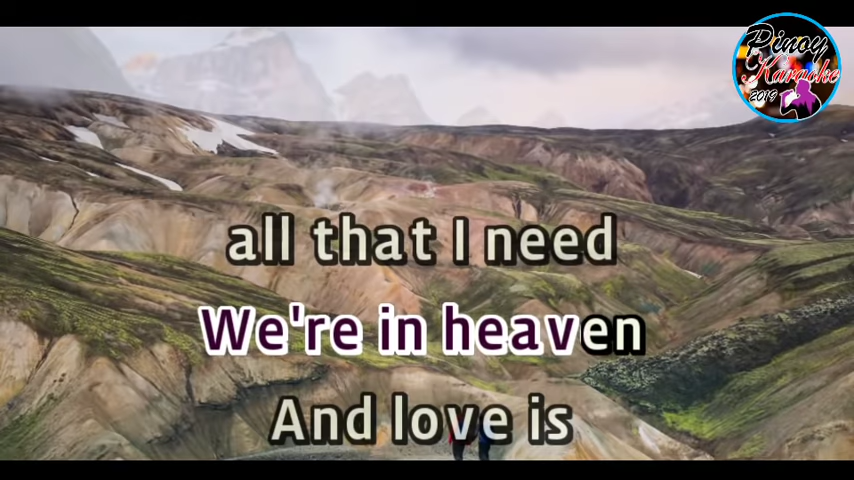 Pinoy
Karaoke
2019
all that I need
We're in heaven
And love is